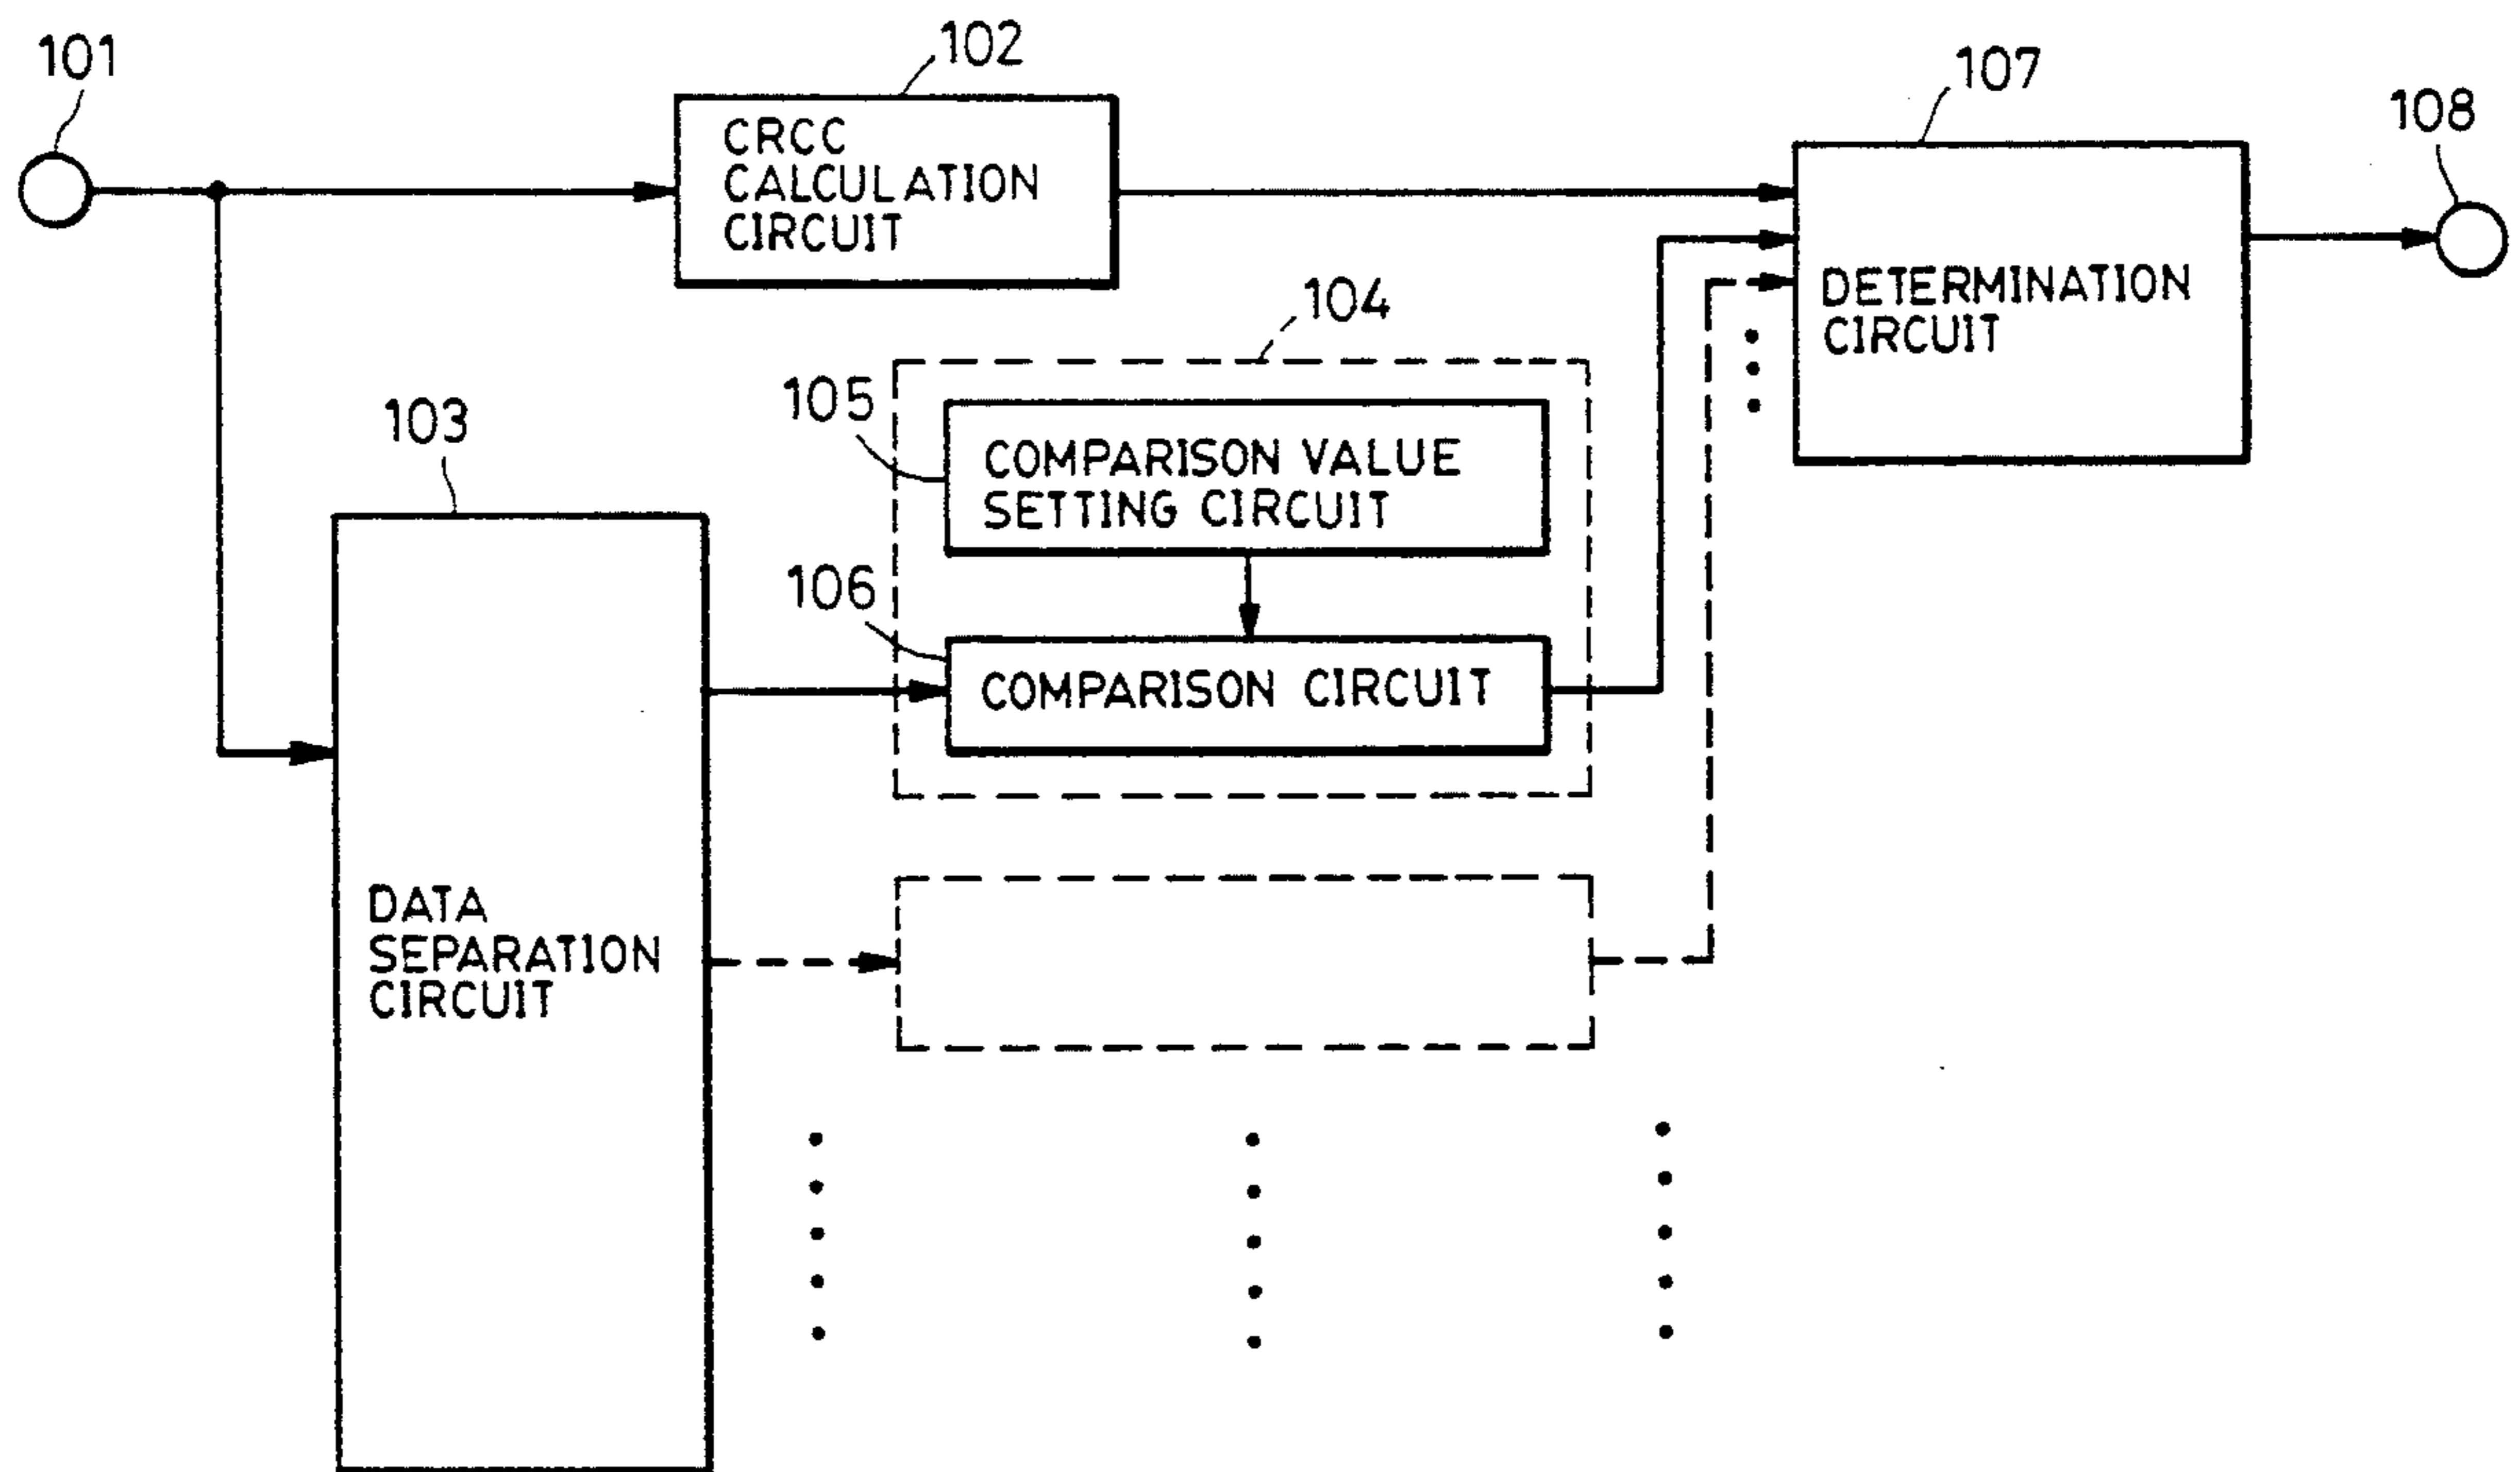 101
102
107
108
CRCC
CALCULATION
CIRCUIT
104
DETERMINATION
CIRCUIT
105
COMPARISON VALUE
SETTING CIRCUIT
103
106
COMPARISON CIRCUIT
DATA
SEPARATION
CIRCUIT